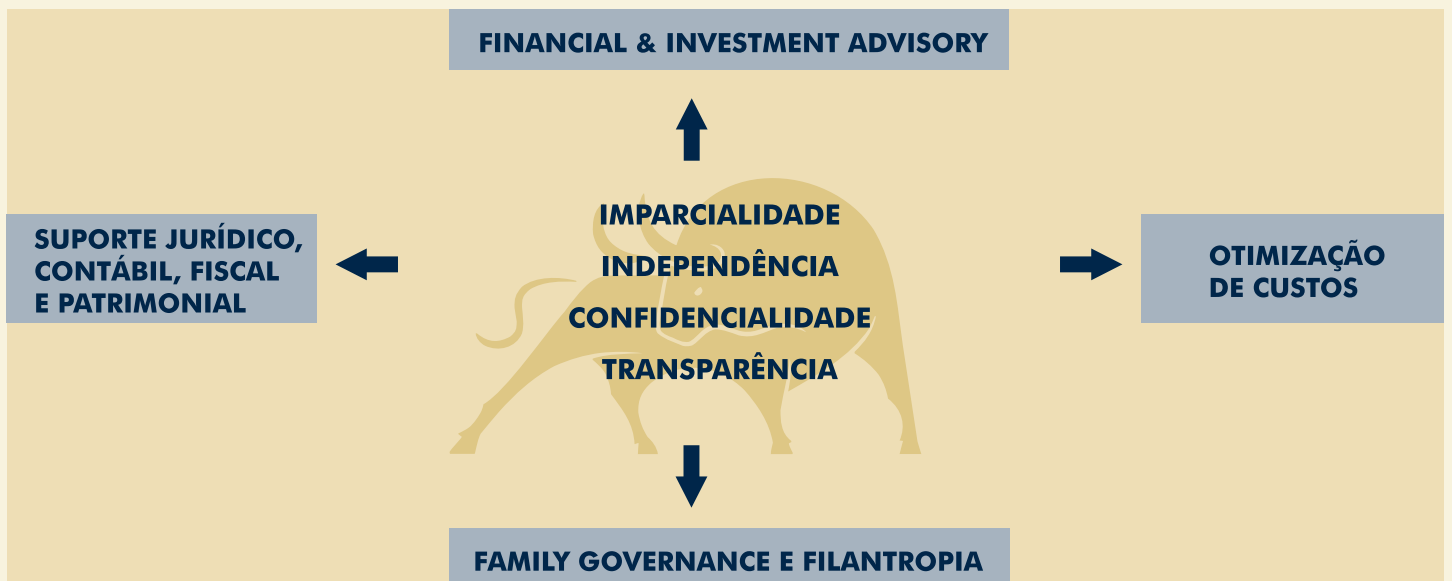 FINANCIAL & INVESTMENT ADVISORY
IMPARCIALIDADE
INDEPENDÊNCIA
CONFIDENCIALIDADE
TRANSPARÊNCIA
SUPORTE JURÍDICO,
CONTÁBIL, FISCAL
E PATRIMONIAL
OTIMIZAÇÃO
DE CUSTOS
FAMILY GOVERNANCE E FILANTROPIA